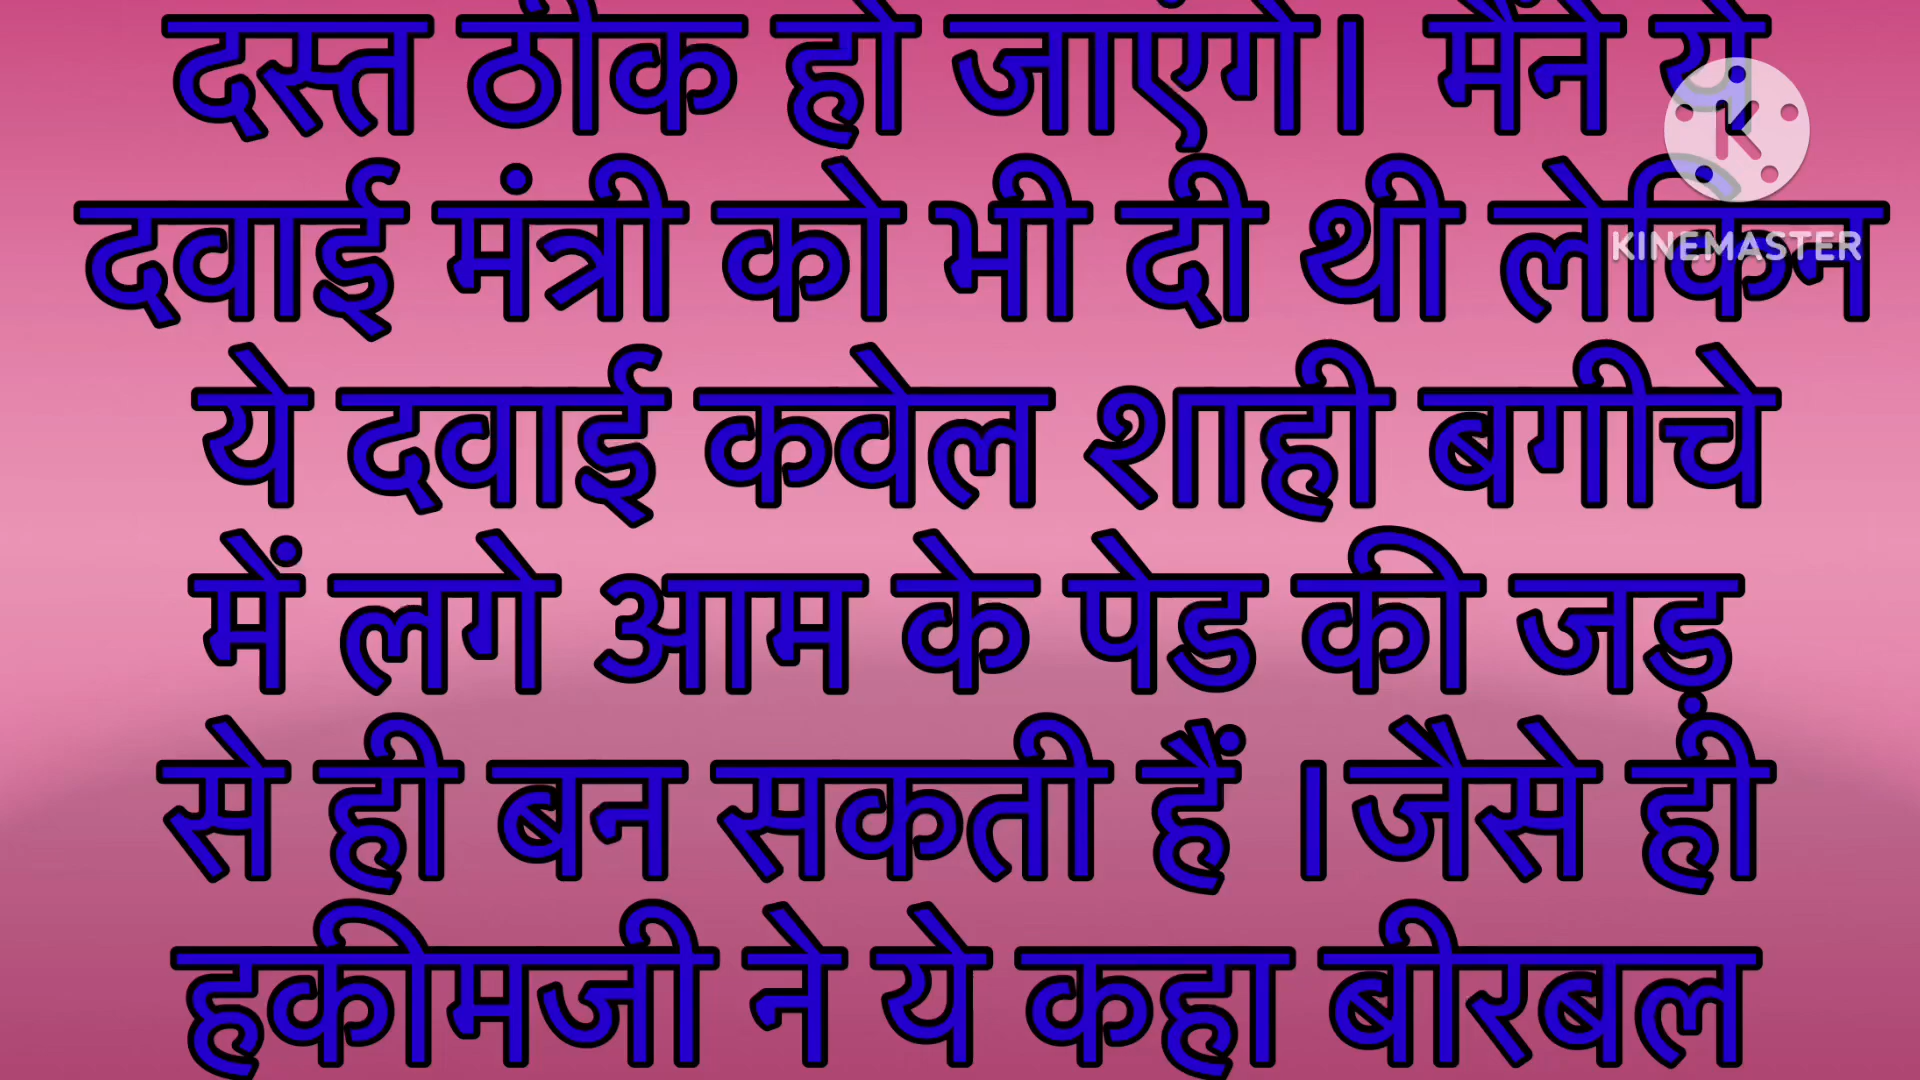 दस्त ठीक हो जाएंगे। मैंने ये
दवाई मंत्री को भी दी थी लेकिन
ये दवाई कवेल शाही बगीचे
में लगे आम के पेड की जड़
से ही बन सकती हैं ।जैसे ही
हकीमजी ने ये कहा बीरबल
KINEMASTER